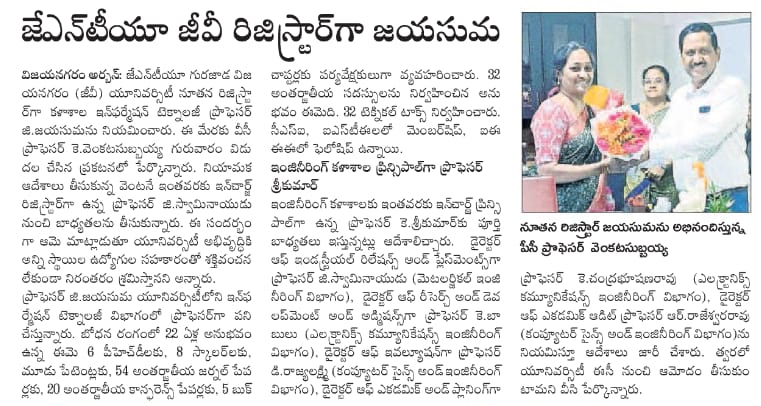 జేఎన్‌టీయూ జీవీ రిజిస్ట్రార్‌గా జయసుమ
విజయనగరం అర్బన్: జేఎన్‌టీయూ గురజాడ విజ
యనగరం (జీవీ) యూనివర్సిటీ నూతన రిజిస్ట్రా
ర్‌గా కళాశాల ఇన్‌ఫర్మేషన్ టెక్నాలజీ ప్రొఫెసర్
జి.జయసుమను నియమించారు. ఈ మేరకు వీసీ
ప్రొఫెసర్ కె.వెంకటసుబ్బయ్య గురువారం విడు
దల చేసిన ప్రకటనలో పేర్కొన్నారు. నియామక
ఆదేశాలు తీసుకున్న వెంటనే ఇంతవరకు ఇన్‌చార్జ్
రిజిస్ట్రార్‌గా ఉన్న ప్రొఫెసర్ జి.స్వామినాయుడు
నుంచి బాధ్యతలను తీసుకున్నారు. ఈ సందర్భం
గా ఆమె మాట్లాడుతూ యూనివర్సిటీ అభివృద్ధికి
అన్ని స్థాయిల ఉద్యోగుల సహకారంతో శక్తివంచన
లేకుండా నిరంతరం శ్రమిస్తానని అన్నారు.
ప్రొఫెసర్ జి.జయసుమ యూనివర్సిటీలోని ఇన్‌ఫ
ర్మేషన్ టెక్నాలజీ విభాగంలో ప్రొఫెసర్‌గా పని
చేస్తున్నారు. బోధన రంగంలో 22 ఏళ్ల అనుభవం
ఉన్న ఈమె 6 పీహెచ్‌డీలకు, 8 స్కాలర్‌లకు,
మూడు పేటెంట్లకు, 54 అంతర్జాతీయ జర్నల్ పేప
ర్లకు, 20 అంతర్జాతీయ కాన్ఫరెన్స్ పేపర్లకు, 5 బుక్
చాప్టర్లకు పర్యవేక్షకులుగా వ్యవహరించారు. 32
అంతర్జాతీయ సదస్సులను నిర్వహించిన అను
భవం ఈమెది. 32 టెక్నికల్ టాక్స్ నిర్వహించారు.
సీఎస్ఐ, ఐఎస్‌టీఈలలో మెంబర్‌షిప్, ఐఈ
ఈఈలో ఫెలోషిప్ ఉన్నాయి.
ఇంజినీరింగ్ కళాశాల ప్రిన్సిపాల్‌గా ప్రొఫెసర్
శ్రీకుమార్
ఇంజినీరింగ్ కళాశాలకు ఇంతవరకు ఇన్‌చార్జి ప్రిన్సి
పాల్‌గా ఉన్న ప్రొఫెసర్ కె.శ్రీకుమార్‌కు పూర్తి
బాధ్యతలు ఇస్తున్నట్లు ఆదేశాలిచ్చారు. డైరెక్టర్
ఆఫ్ ఇండస్ట్రియల్ రిలేషన్స్ అండ్ ప్లేస్‌మెంట్స్‌గా
ప్రొఫెసర్ జి.స్వామినాయుడు (మెటలర్జికల్ ఇంజి
నీరింగ్ విభాగం), డైరెక్టర్ ఆఫ్ రీసెర్చ్ అండ్ డెవ
లప్‌మెంట్ అండ్ అడ్మిషన్స్‌గా ప్రొఫెసర్ కె.బా
బులు (ఎలక్ట్రానిక్స్ కమ్యూనికేషన్స్ ఇంజినీరింగ్
విభాగం), డైరెక్టర్ ఆఫ్ ఇవల్యూషన్‌గా ప్రొఫెసర్
డి.రాజ్యలక్ష్మి (కంప్యూటర్ సైన్స్ అండ్ ఇంజినీరింగ్
విభాగం), డైరెక్టర్ ఆఫ్ ఎకడమిక్ అండ్ ప్లానింగ్‌గా
నూతన రిజిస్ట్రార్ జయసుమను అభినందిస్తున్న
వీసీ ప్రొఫెసర్ వెంకటసుబ్బయ్య
ప్రొఫెసర్ కె.చంద్రభూషణరావు (ఎలక్ట్రానిక్స్
కమ్యూనికేషన్స్ ఇంజినీరింగ్ విభాగం), డైరెక్టర్
ఆఫ్ ఎకడమిక్ ఆడిట్ ప్రొఫెసర్ ఆర్.రాజేశ్వరరావు
(కంప్యూటర్ సైన్స్ అండ్ ఇంజినీరింగ్ విభాగం)ను
నియమిస్తూ ఆదేశాలు జారీ చేశారు. త్వరలో
యూనివర్సిటీ ఈసీ నుంచి ఆమోదం తీసుకుం
టామని వీసి పేర్కొన్నారు.